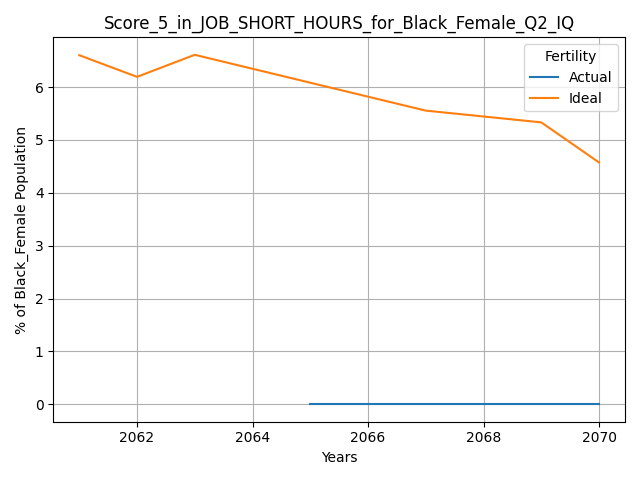 Score_5_in_JOB_SHORT_HOURS_for_Black_Female_Q2_IQ
Fertility
Actual
Ideal
% of Black_Female Population
6
5
4
3
2
1
0
2062 2064 2066 2068 2070
Years